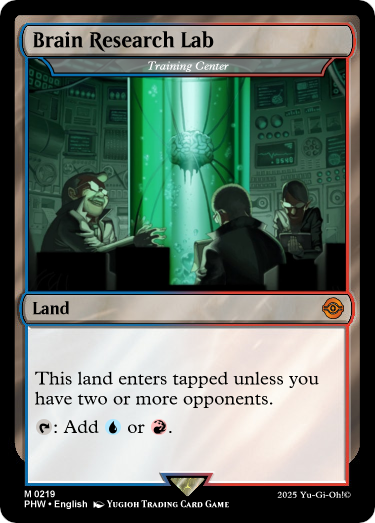 Brain Research Lab
Training Center
Land
This land enters tapped unless you
have two or more opponents.
: Add or .
M 0219
PHW • English YUGIOH TRADING CARD GAME
2025 Yu-Gi-Oh!©